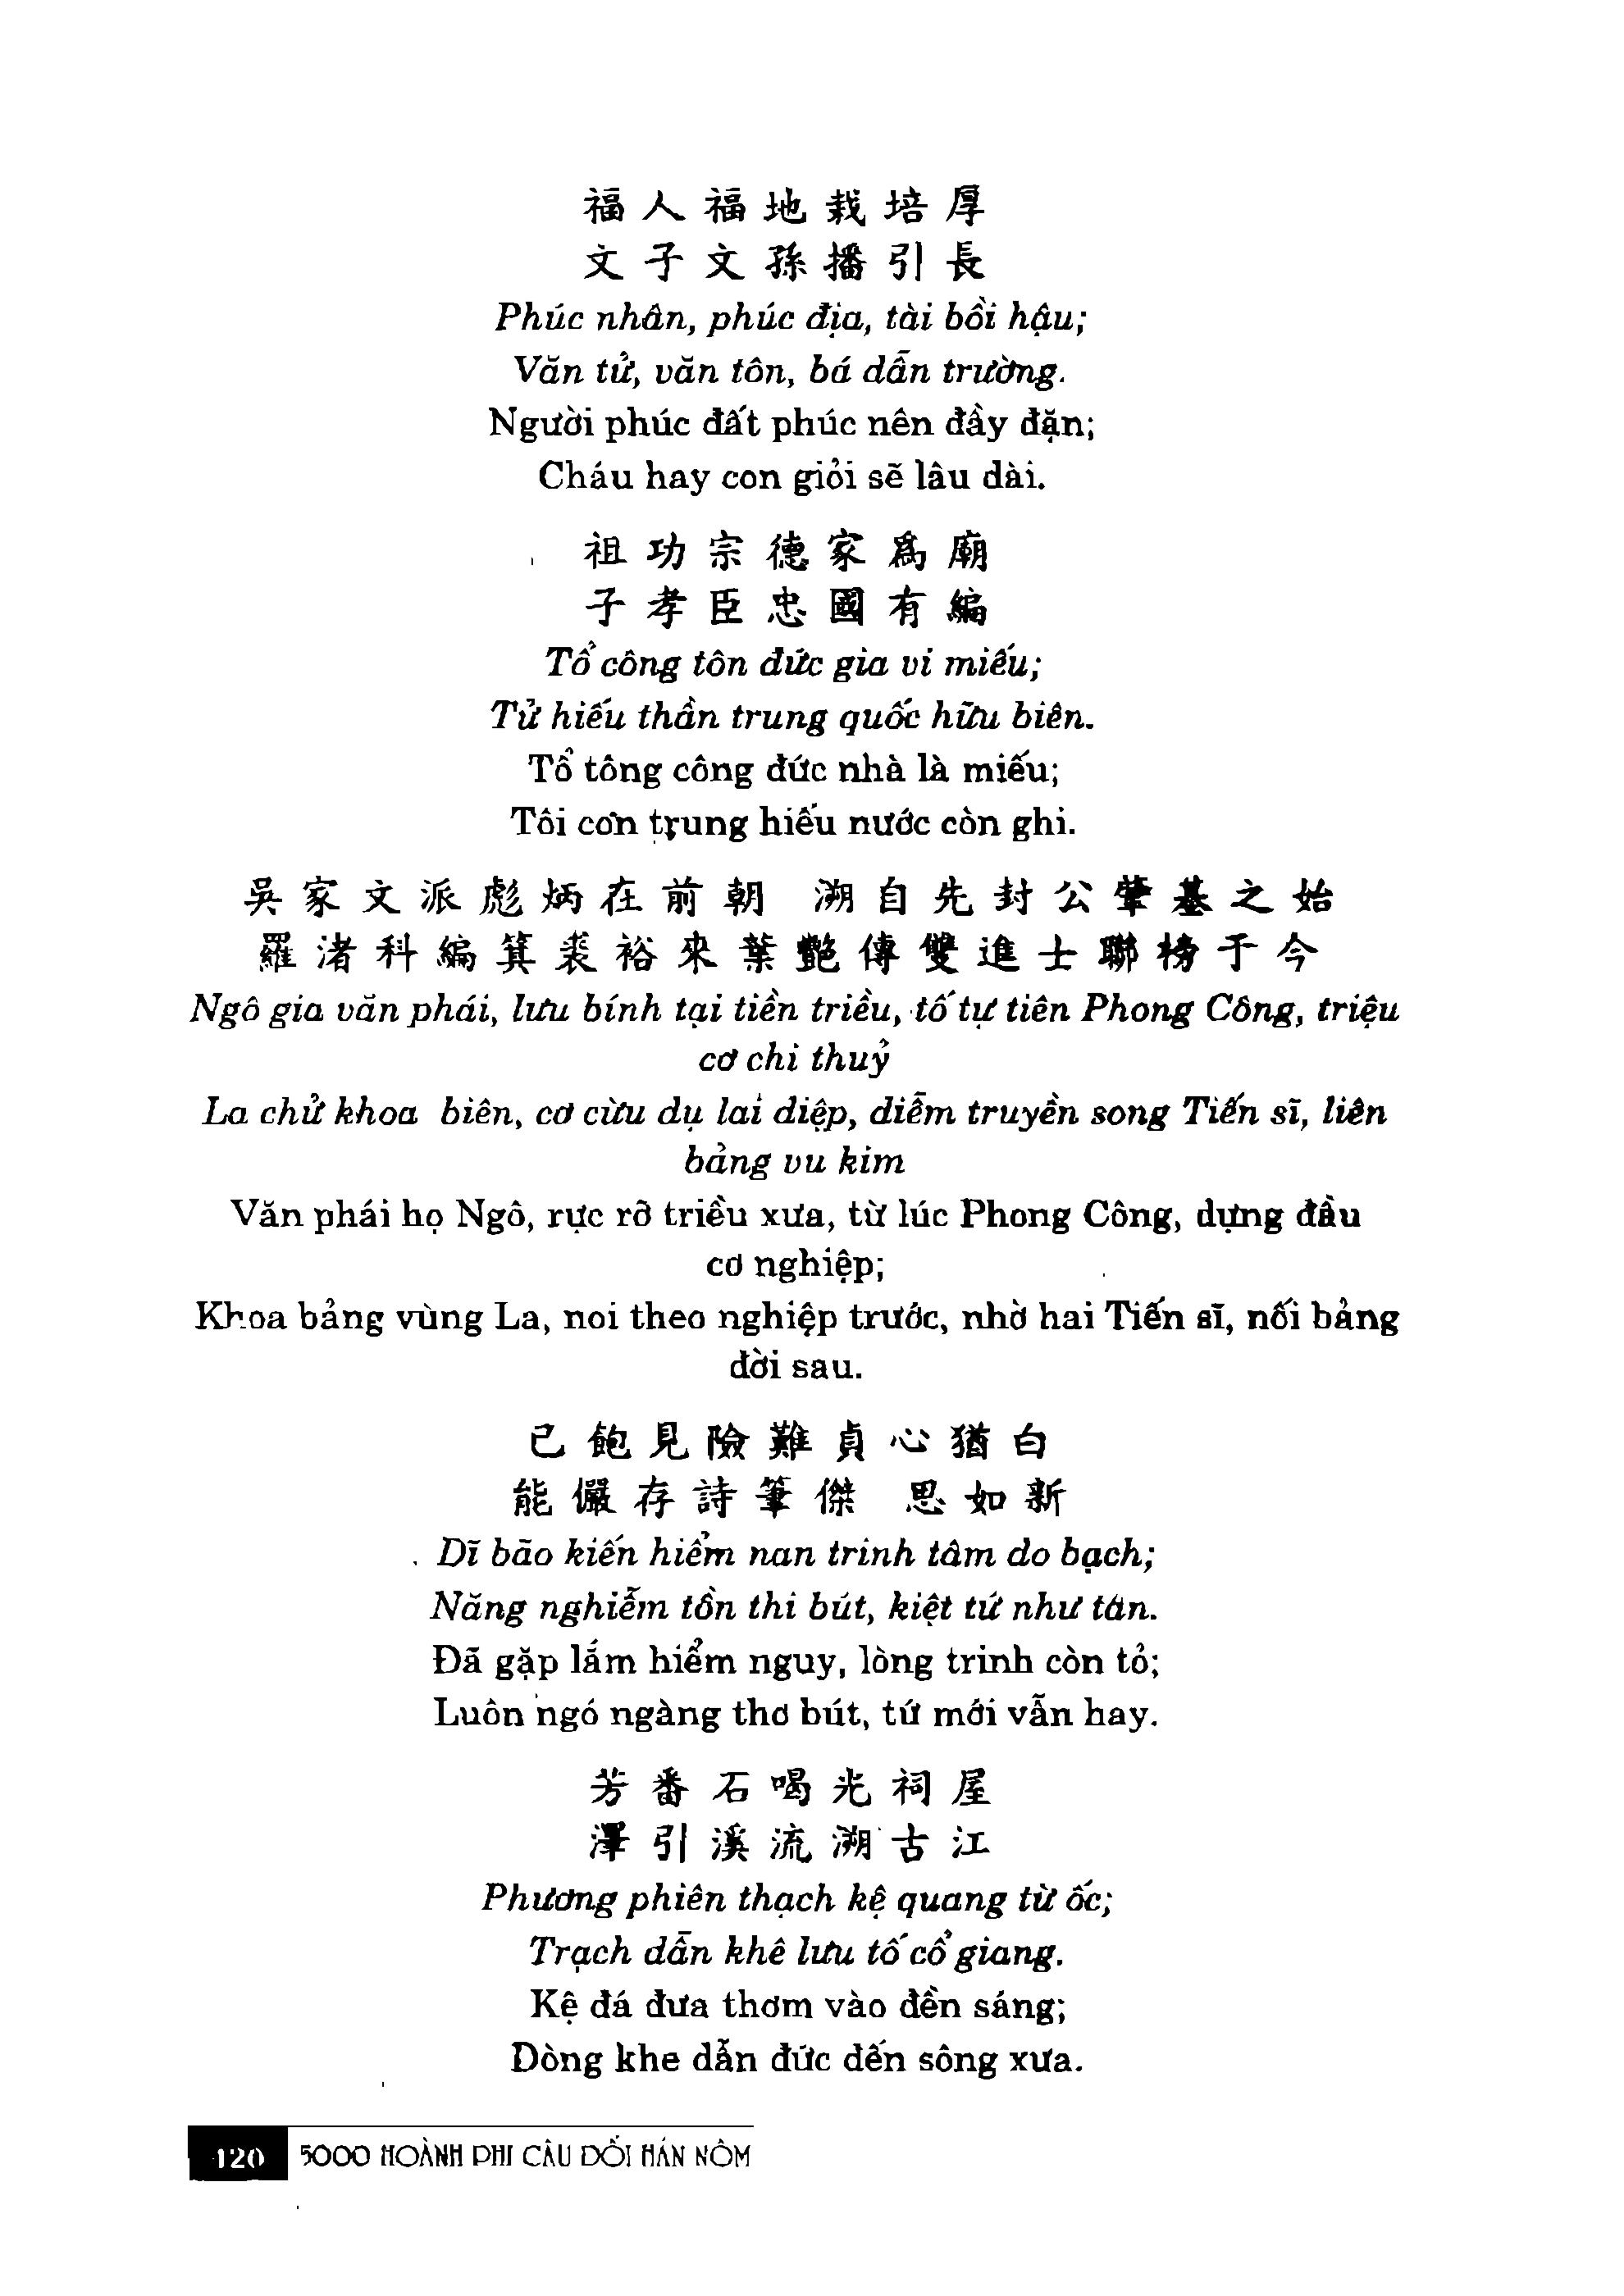 福人福地栽培厚
文子文孫播引長
Phúc nhân, phúc địa, tài bồi hậu;
Văn tử, văn tôn, bá dẫn trường.
Người phúc đất phúc nên đầy đặn;
Cháu hay con giỏi sẽ lâu dài.
祖功宗德家爲廟
子孝臣忠國有編
Tổ công tôn đức gia vi miếu;
Tử hiếu thần trung quốc hữu biên.
Tổ tông công đức nhà là miếu;
Tôi con trung hiếu nước còn ghi.
吳家文派彪炳在前朝 溯自先封公肇基之始
羅渚科編箕裘裕來葉艷傳雙進士聯榜于今
Ngô gia văn phái, lưu bính tại tiền triều, tố tự tiên Phong Công, triệu
cơ chi thuỷ
La chử khoa biên, cơ cừu dụ lai diệp, diễm truyền song Tiến sĩ, liên
bảng vu kim
Văn phái họ Ngô, rực rỡ triều xưa, từ lúc Phong Công, dựng đầu
cơ nghiệp;
Khoa bảng vùng La, noi theo nghiệp trước, nhờ hai Tiến sĩ, nối bảng
đời sau.
已飽見險難貞心猶白
能儼存詩筆傑 思如新
Dĩ bão kiến hiểm nan trinh tâm do bạch;
Năng nghiễm tồn thi bút, kiệt tứ như tân.
Đã gặp lắm hiểm nguy, lòng trinh còn tỏ;
Luôn ngó ngàng thơ bút, tứ mới vẫn hay.
芳番石喝光祠屋
澤引溪流溯古江
Phương phiên thạch kệ quang từ ốc;
Trạch dẫn khê lưu tố cổ giang.
Kệ đá đưa thơm vào đền sáng;
Dòng khe dẫn đức đến sông xưa.
120 5000 HOÀNH PHI CÂU ĐỐI HÁN NÔM